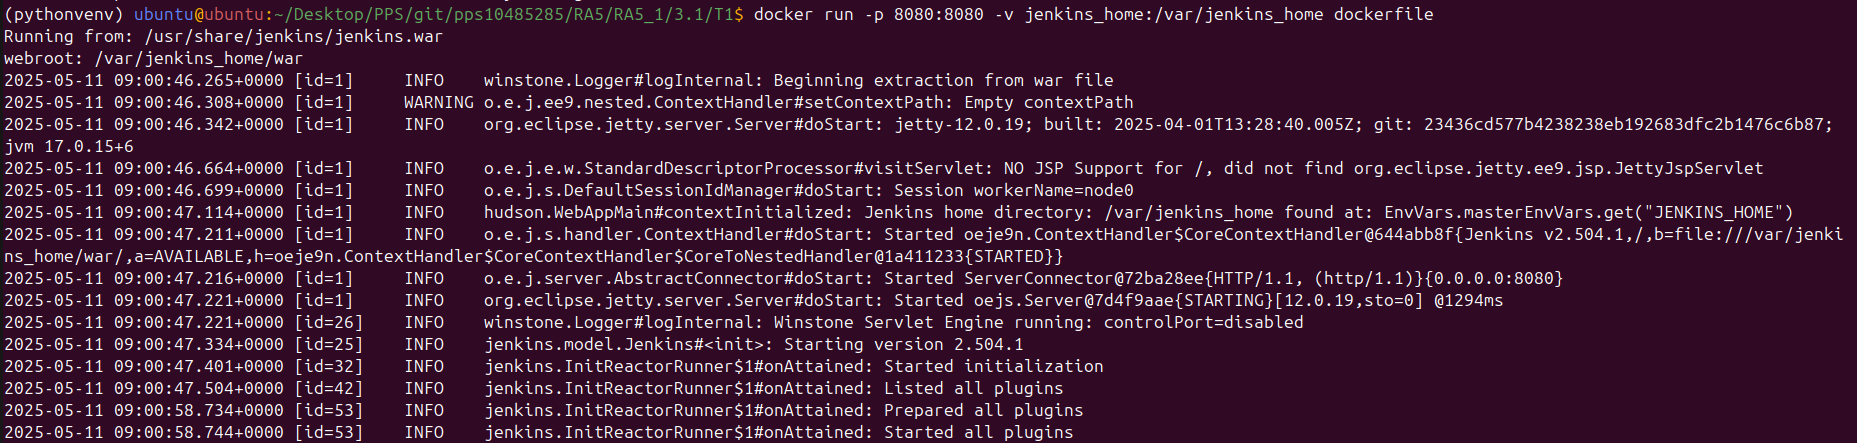 (pythonvenv) ubuntu@ubuntu:~/Desktop/PPS/git/pps10485285/RA5/RA5_1/3.1/T1$ docker run -p 8080:8080 -v jenkins_home:/var/jenkins_home dockerfile
Running from: /usr/share/jenkins/jenkins.war
webroot: /var/jenkins_home/war
2025-05-11 09:00:46.265+0000 [id=1]     INFO    winstone.Logger#logInternal: Beginning extraction from war file
2025-05-11 09:00:46.308+0000 [id=1]     WARNING o.e.j.ee9.nested.ContextHandler#setContextPath: Empty contextPath
2025-05-11 09:00:46.342+0000 [id=1]     INFO    org.eclipse.jetty.server.Server#doStart: jetty-12.0.19; built: 2025-04-01T13:28:40.005Z; git: 23436cd577b4238238eb192683dfc2b1476c6b87;
jvm 17.0.15+6
2025-05-11 09:00:46.664+0000 [id=1]     INFO    o.e.j.e.w.StandardDescriptorProcessor#visitServlet: NO JSP Support for /, did not find org.eclipse.jetty.ee9.jsp.JettyJspServlet
2025-05-11 09:00:46.699+0000 [id=1]     INFO    o.e.j.s.DefaultSessionIdManager#doStart: Session workerName=node0
2025-05-11 09:00:47.114+0000 [id=1]     INFO    hudson.WebAppMain#contextInitialized: Jenkins home directory: /var/jenkins_home found at: EnvVars.masterEnvVars.get("JENKINS_HOME")
2025-05-11 09:00:47.211+0000 [id=1]     INFO    o.e.j.s.handler.ContextHandler#doStart: Started oeje9n.ContextHandler$CoreContextHandler@644abb8f{Jenkins v2.504.1,/,b=file:///var/jenki
ns_home/war/,a=AVAILABLE,h=oeje9n.ContextHandler$CoreContextHandler$CoreToNestedHandler@1a411233{STARTED}}
2025-05-11 09:00:47.216+0000 [id=1]     INFO    o.e.j.server.AbstractConnector#doStart: Started ServerConnector@72ba28ee{HTTP/1.1, (http/1.1)}{0.0.0.0:8080}
2025-05-11 09:00:47.221+0000 [id=1]     INFO    org.eclipse.jetty.server.Server#doStart: Started oejs.Server@7d4f9aae{STARTING}[12.0.19,sto=0] @1294ms
2025-05-11 09:00:47.221+0000 [id=26]    INFO    winstone.Logger#logInternal: Winstone Servlet Engine running: controlPort=disabled
2025-05-11 09:00:47.334+0000 [id=25]    INFO    jenkins.model.Jenkins#<init>: Starting version 2.504.1
2025-05-11 09:00:47.401+0000 [id=32]    INFO    jenkins.InitReactorRunner$1#onAttained: Started initialization
2025-05-11 09:00:47.504+0000 [id=42]    INFO    jenkins.InitReactorRunner$1#onAttained: Listed all plugins
2025-05-11 09:00:58.734+0000 [id=53]    INFO    jenkins.InitReactorRunner$1#onAttained: Prepared all plugins
2025-05-11 09:00:58.744+0000 [id=53]    INFO    jenkins.InitReactorRunner$1#onAttained: Started all plugins